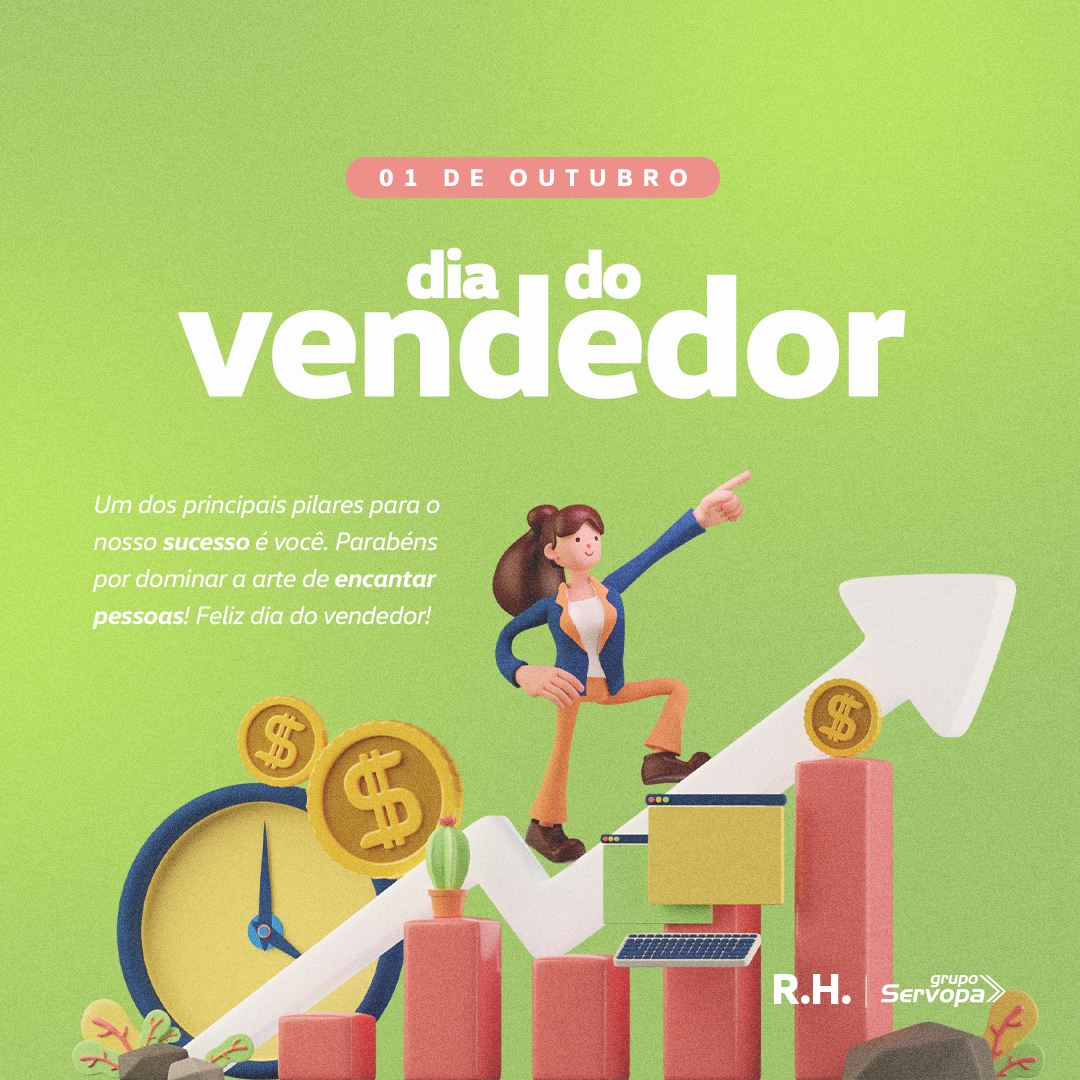 01 DE OUTUBRO
dia do
vendedor
Um dos principais pilares para o
nosso sucesso é você. Parabéns
por dominar a arte de encantar
pessoas! Feliz dia do vendedor!
$
$
$
R.H.
grupo
Servopa